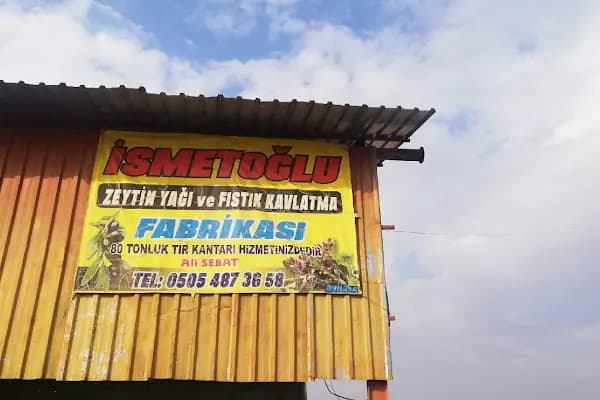 İSMETOĞLU
ZEYTİN YAĞI ve FISTIK KAVLATMA
FABRİKASI
80 TONLUK TIR KANTARI HİZMETİNİZDEDİR
Ali SEBAT
TEL: 0505 487 36 58